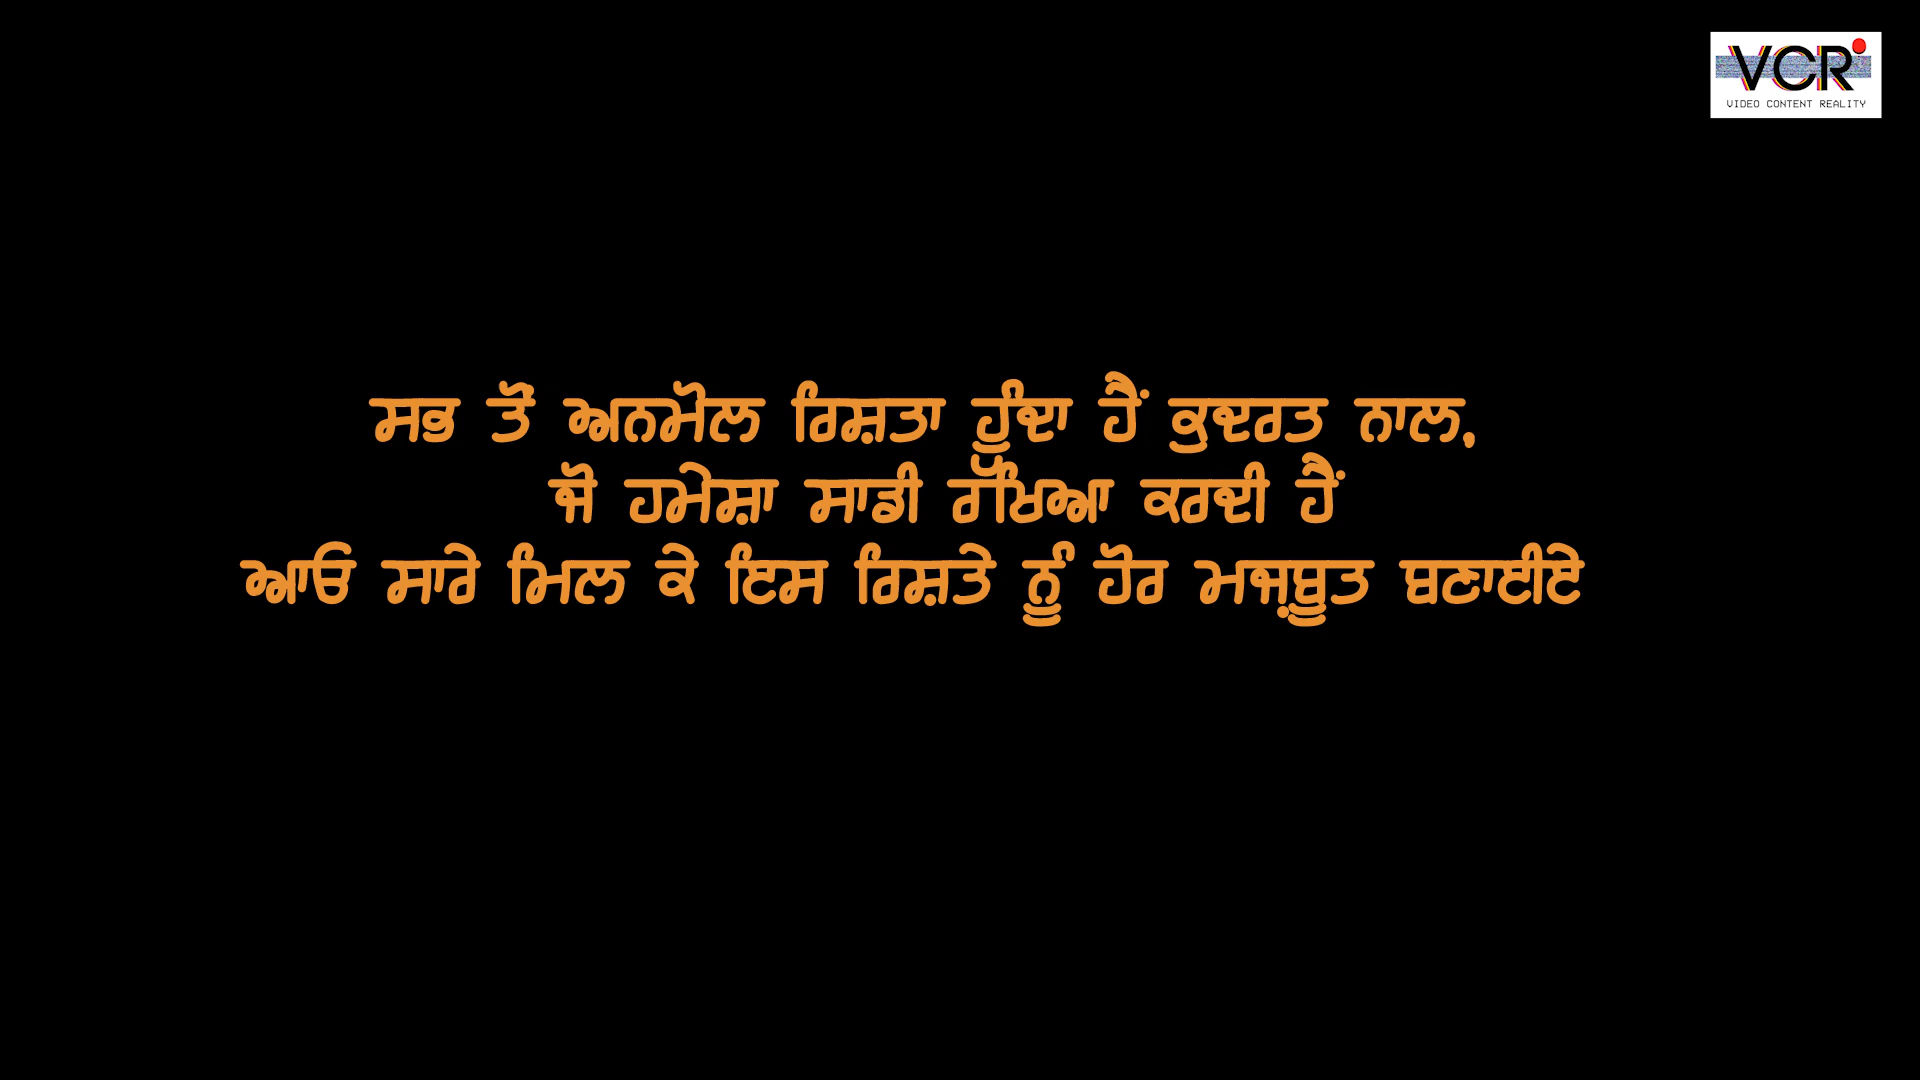 VCR
VIDEO CONTENT REALITY
ਸਭ ਤੋਂ ਅਨਮੋਲ ਰਿਸ਼ਤਾ ਹੁੰਦਾ ਹੈਂ ਕੁਦਰਤ ਨਾਲ,
ਜੋ ਹਮੇਸ਼ਾ ਸਾਡੀ ਰੱਖਿਆ ਕਰਦੀ ਹੈਂ
ਆਓ ਸਾਰੇ ਮਿਲ ਕੇ ਇਸ ਰਿਸ਼ਤੇ ਨੂੰ ਹੋਰ ਮਜ਼ਬੂਤ ਬਣਾਈਏ